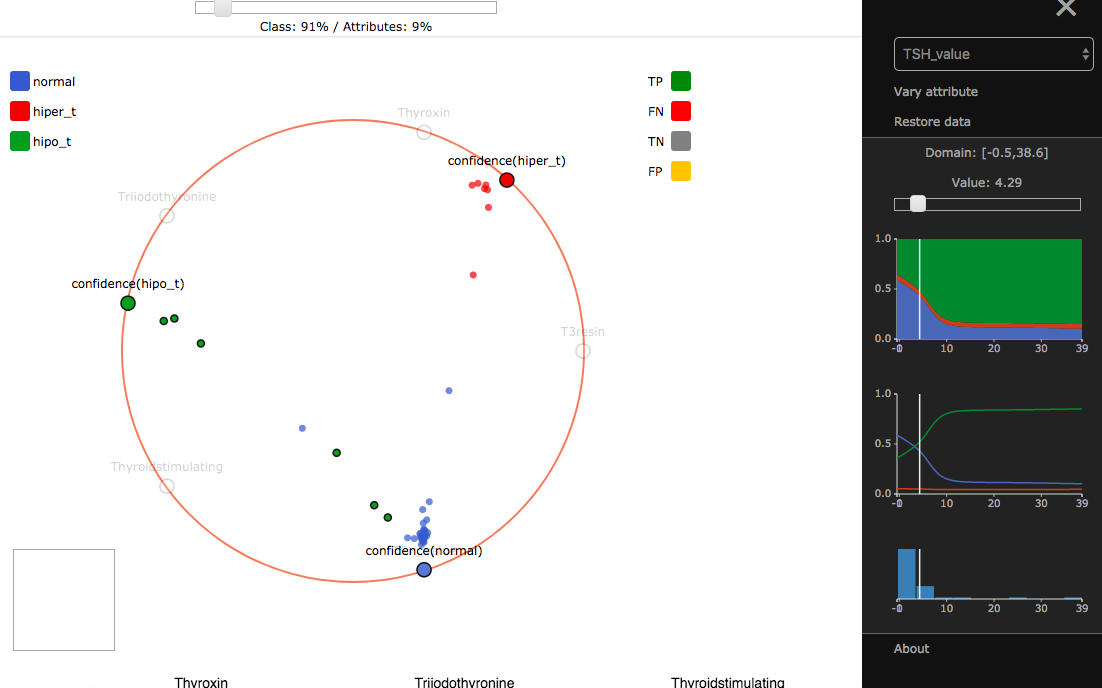 Class: 91% / Attributes: 9%
normal
hiper_t
hipo_t
TP
FN
TN
FP
Thyroxin
confidence(hiper_t)
Triiodothyronine
confidence(hipo_t)
T3resin
Thyroidstimulating
confidence(normal)
Thyroxin Triiodothyronine Thyroidstimulating
TSH_value
Vary attribute
Restore data
Domain: [-0.5,38.6]
Value: 4.29
1.0
0.5
0.0
10 20 30 39
1.0
0.5
0.0
10 20 30 39
10 20 30 39
About